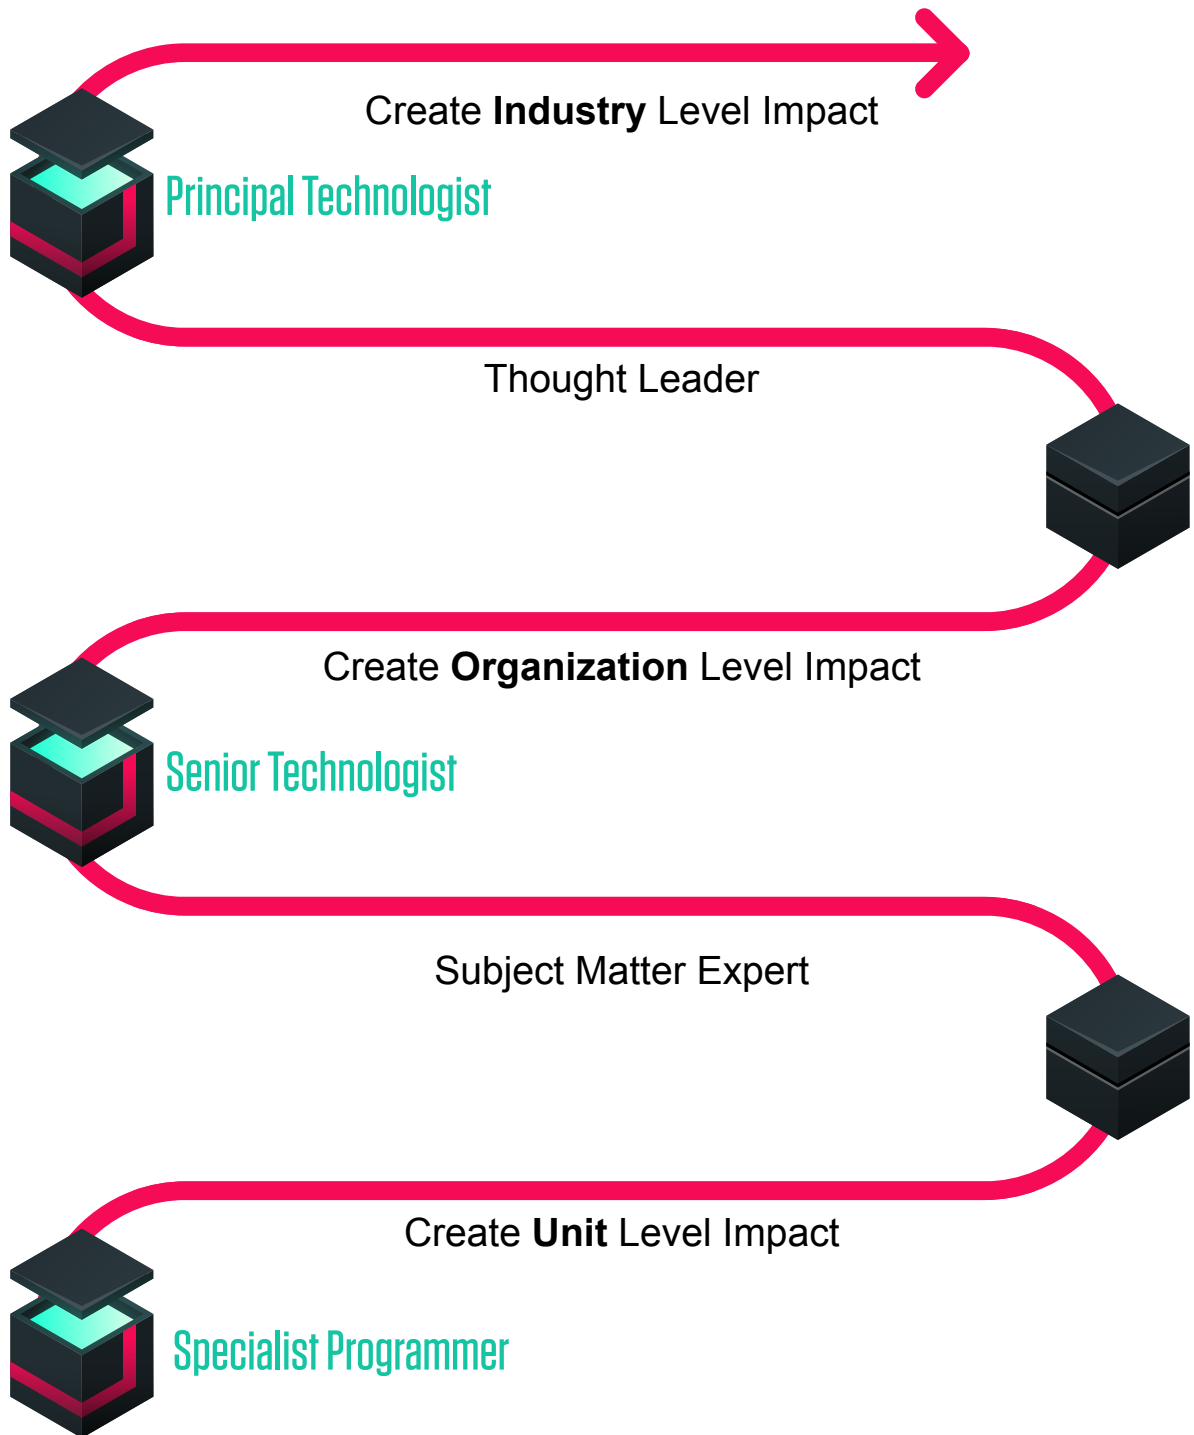 Create Industry Level Impact
Principal Technologist
Thought Leader
Create Organization Level Impact
Senior Technologist
Subject Matter Expert
Create Unit Level Impact
Specialist Programmer